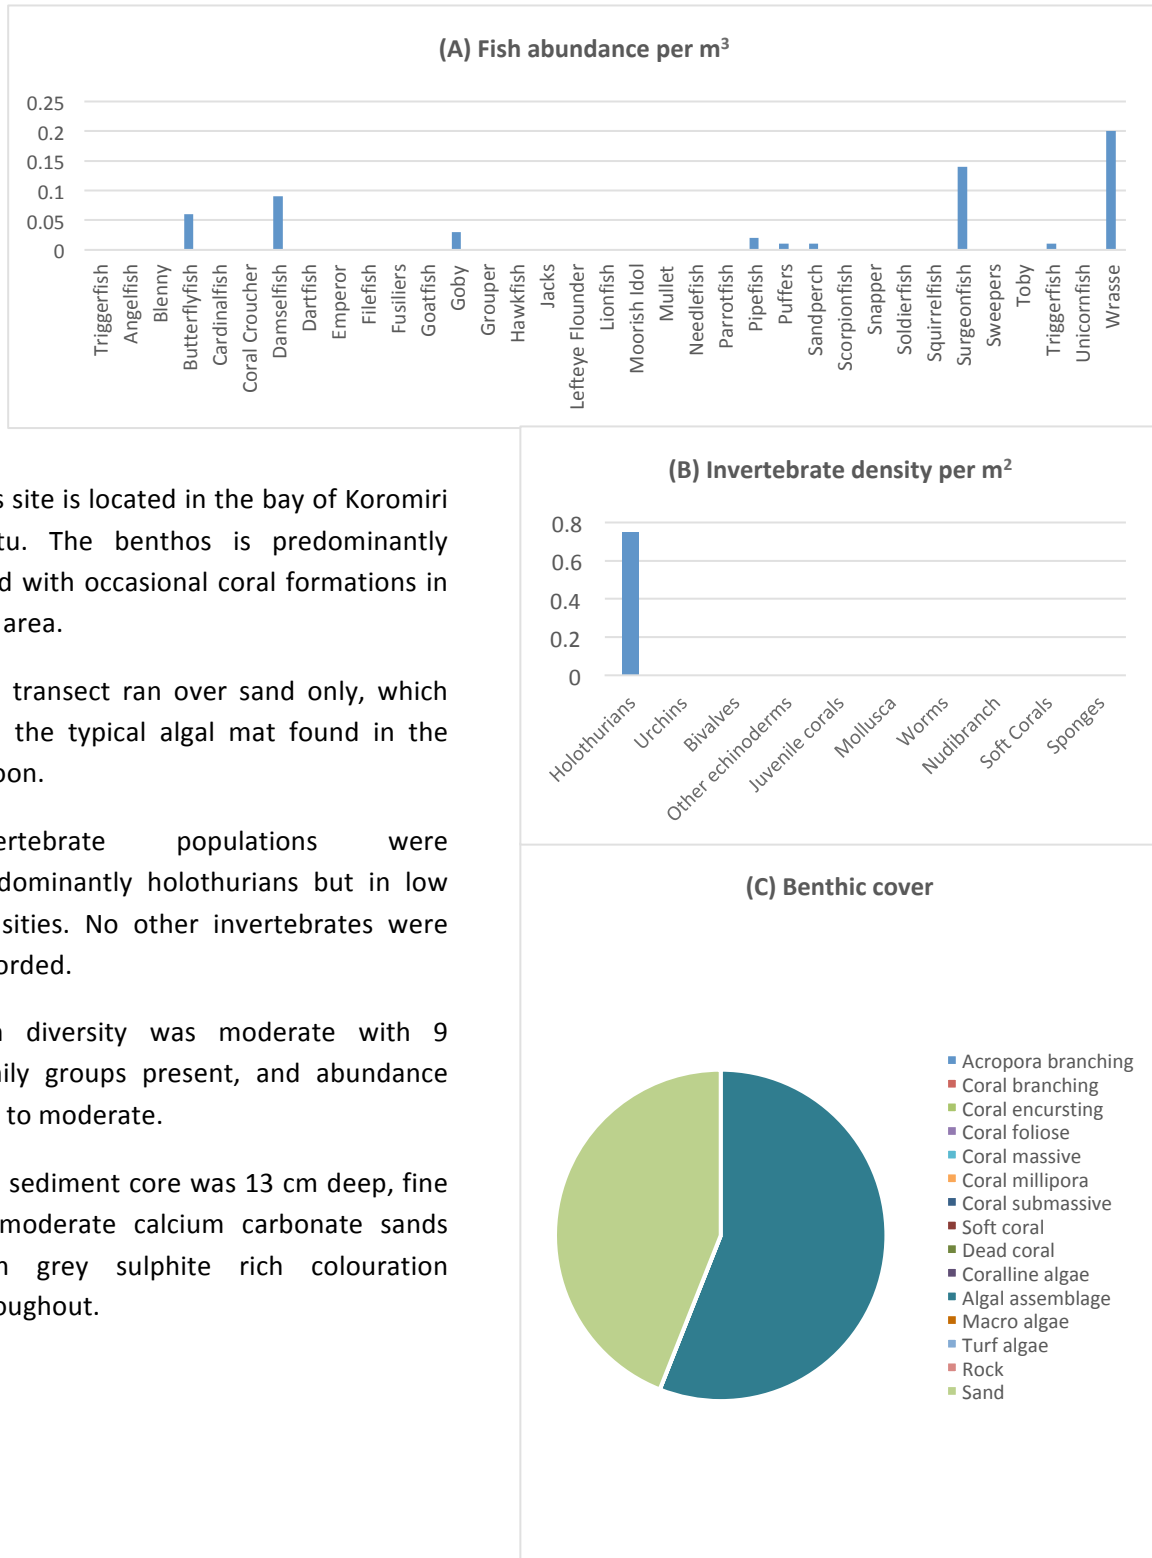 (A) Fish abundance per m³
0.25
0.2
0.15
0.1
0.05
0
Triggerfish
Angelfish
Blenny
Butterflyfish
Cardinalfish
Coral Croucher
Damselfish
Dartfish
Emperor
Filefish
Fusiliers
Goatfish
Goby
Grouper
Hawkfish
Jacks
Lefteye Flounder
Lionfish
Moorish Idol
Mullet
Needlefish
Parrotfish
Pipefish
Puffers
Sandperch
Scorpionfish
Snapper
Soldierfish
Squirrelfish
Surgeonfish
Sweepers
Toby
Triggerfish
Unicornfish
Wrasse
s site is located in the bay of Koromiri
tu. The benthos is predominantly
d with occasional coral formations in
area.
transect ran over sand only, which
the typical algal mat found in the
oon.
ertebrate populations were
dominantly holothurians but in low
sities. No other invertebrates were
orded.
n diversity was moderate with 9
nily groups present, and abundance
to moderate.
sediment core was 13 cm deep, fine
moderate calcium carbonate sands
n grey sulphite rich colouration
oughout.
(B) Invertebrate density per m²
0.8
0.6
0.4
0.2
0
Holothurians
Urchins
Bivalves
Other echinoderms
Juvenile corals
Mollusca
Worms
Nudibranch
Soft Corals
Sponges
(C) Benthic cover
Acropora branching
Coral branching
Coral encursting
Coral foliose
Coral massive
Coral millipora
Coral submassive
Soft coral
Dead coral
Coralline algae
Algal assemblage
Macro algae
Turf algae
Rock
Sand